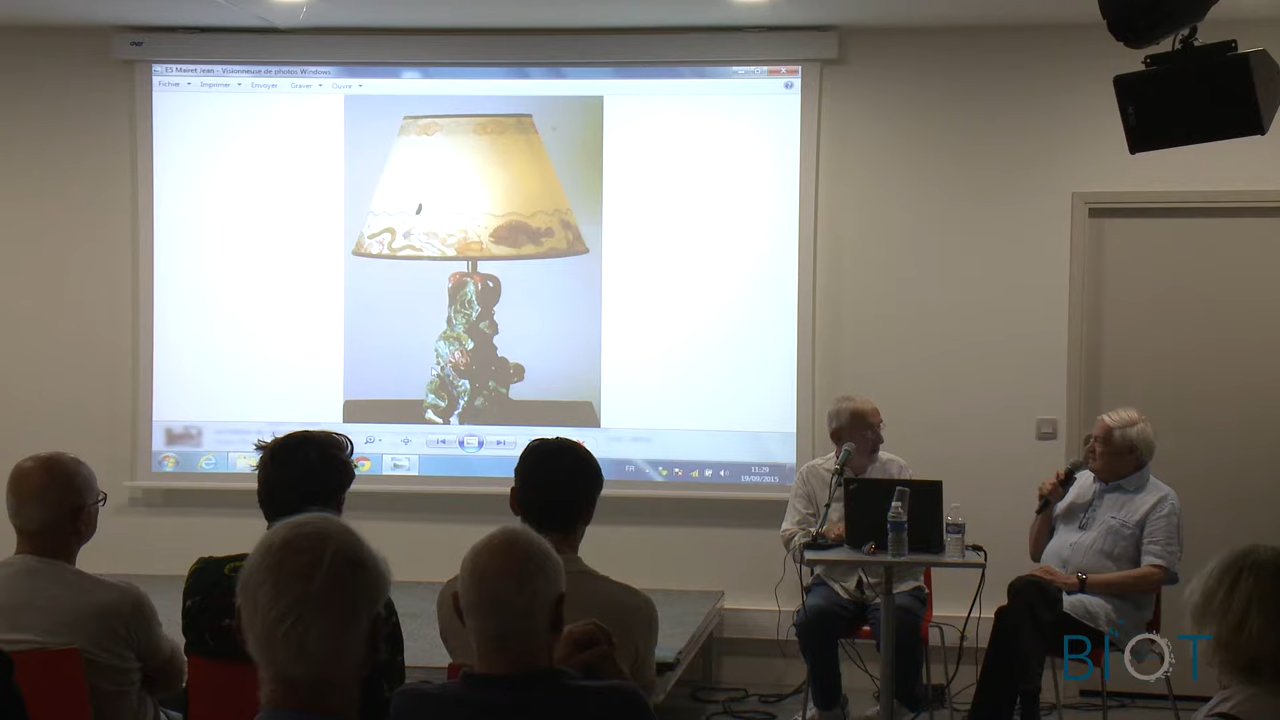 E5 Mairet Jean - Visionneuse de photos Windows
Fichier Imprimer Envoyer Graver Ouvrir
FR
11:29
19/09/2015
BIOT